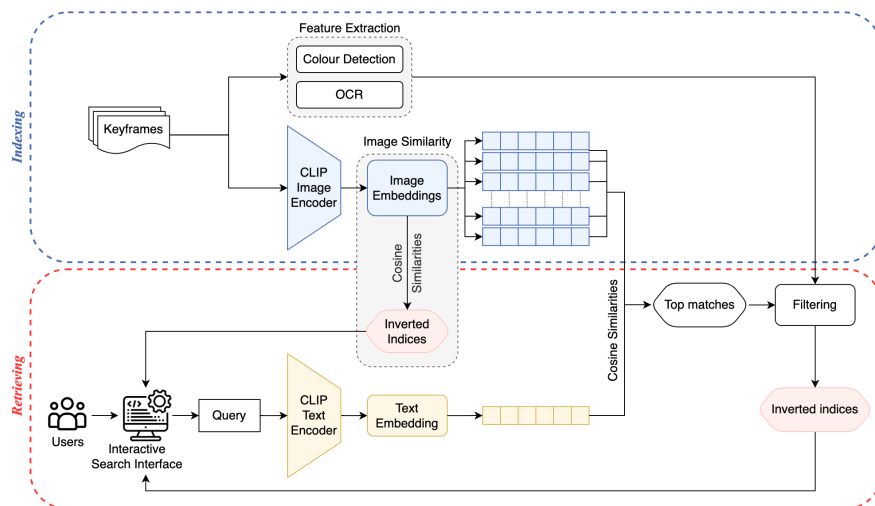 Indexing
Feature Extraction
Colour Detection
OCR
Keyframes
CLIP
Image
Encoder
Image Similarity
Image
Embeddings
Cosine
Similarities
Inverted
Indices
Cosine Similarities
Top matches
Filtering
Inverted indices
Retrieving
Users
Interactive
Search Interface
Query
CLIP
Text
Encoder
Text
Embedding